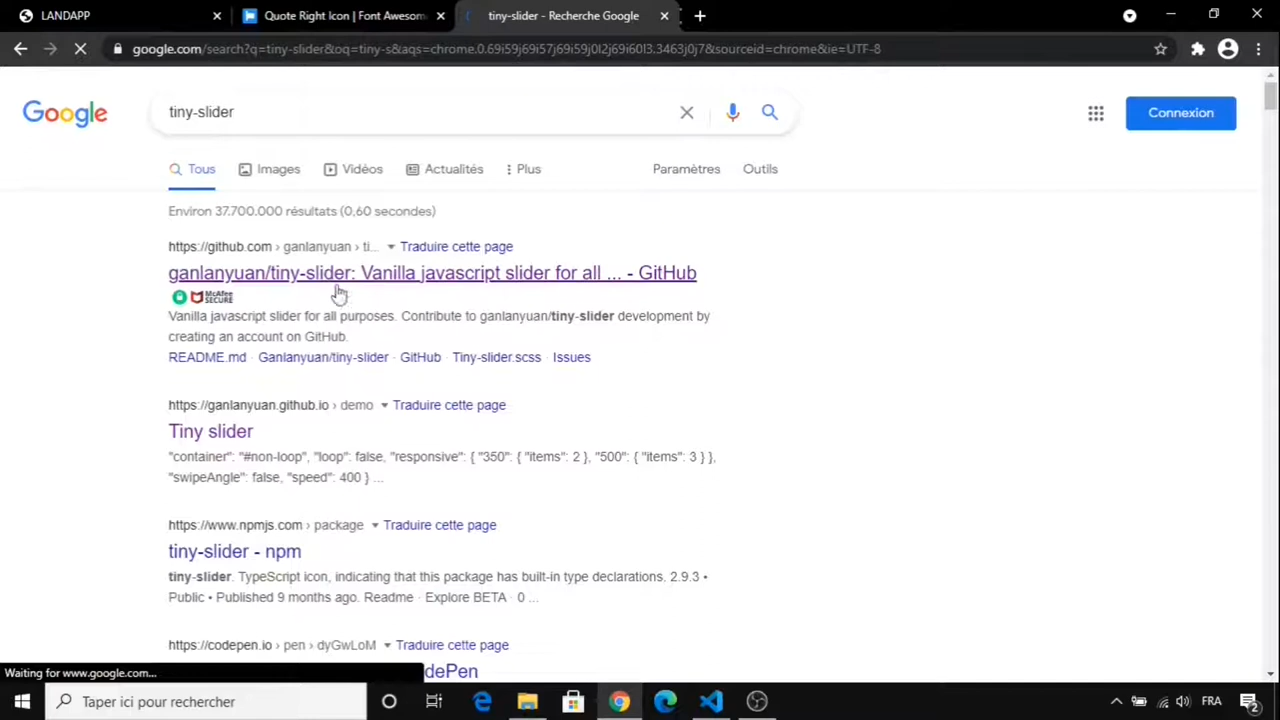 LANDAPP
Quote Right Icon | Font Awesom
tiny-slider - Recherche Google
google.com/search?q=tiny-slider&oq=tiny-s&aqs=chrome.0.69i59j69i57j69i59j0l2j69i60l3.3463j0j7&sourceid=chrome&ie=UTF-8
Google
tiny-slider
Connexion
Tous
Images
Vidéos
Actualités
Plus
Paramètres
Outils
Environ 37.700.000 résultats (0,60 secondes)
https://github.com › ganlanyuan › ti... Traduire cette page
ganlanyuan/tiny-slider: Vanilla javascript slider for all ... - GitHub
McAfee
SECURE
Vanilla javascript slider for all purposes. Contribute to ganlanyuan/tiny-slider development by
creating an account on GitHub.
README.md · Ganlanyuan/tiny-slider · GitHub · Tiny-slider.scss · Issues
https://ganlanyuan.github.io › demo Traduire cette page
Tiny slider
"container": "#non-loop", "loop": false, "responsive": { "350": { "items": 2 }, "500": { "items": 3 } },
"swipeAngle": false, "speed": 400 } ...
https://www.npmjs.com › package Traduire cette page
tiny-slider - npm
tiny-slider. TypeScript icon, indicating that this package has built-in type declarations. 2.9.3 •
Public • Published 9 months ago. Readme · Explore BETA · 0 ...
https://codepen.io › pen › dyGwLoM Traduire cette page
dePen
Waiting for www.google.com...
Taper ici pour rechercher
FRA
2